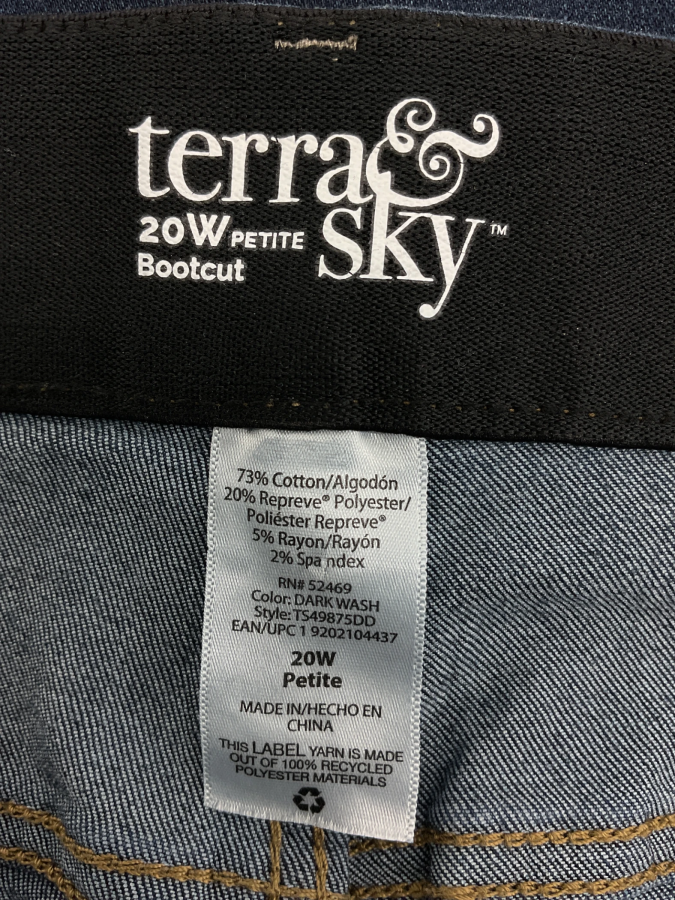 terra &
sky™
20W PETITE
Bootcut
73% Cotton/Algodón
20% Repreve® Polyester/
Poliéster Repreve®
5% Rayon/Rayón
2% Spandex
RN# 52469
Color: DARK WASH
Style: TS49875DD
EAN/UPC 1 9202104437
20W
Petite
MADE IN/HECHO EN
CHINA
THIS LABEL YARN IS MADE
OUT OF 100% RECYCLED
POLYESTER MATERIALS